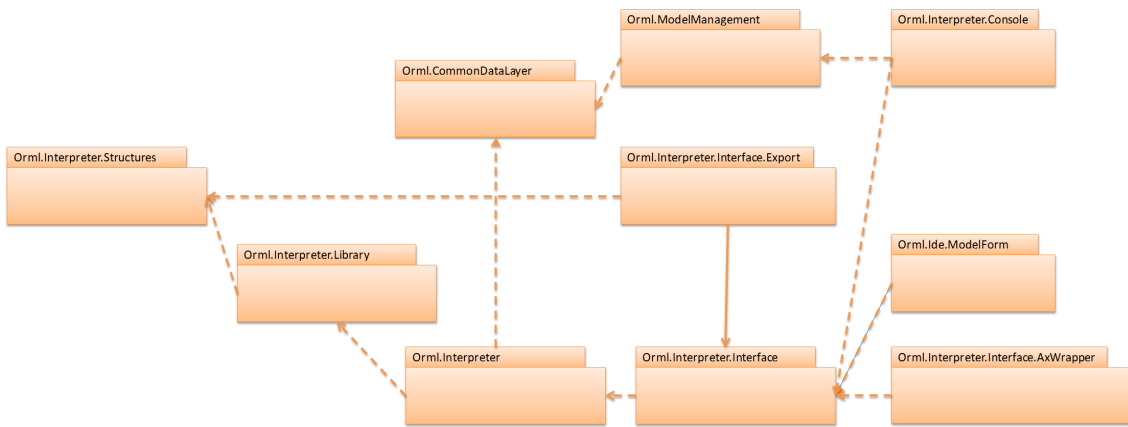 Orml.ModelManagement
Orml.Interpreter.Console
Orml.CommonDataLayer
Orml.Interpreter.Structures
Orml.Interpreter.Interface.Export
Orml.Interpreter.Library
Orml.Ide.ModelForm
Orml.Interpreter
Orml.Interpreter.Interface
Orml.Interpreter.Interface.AxWrapper